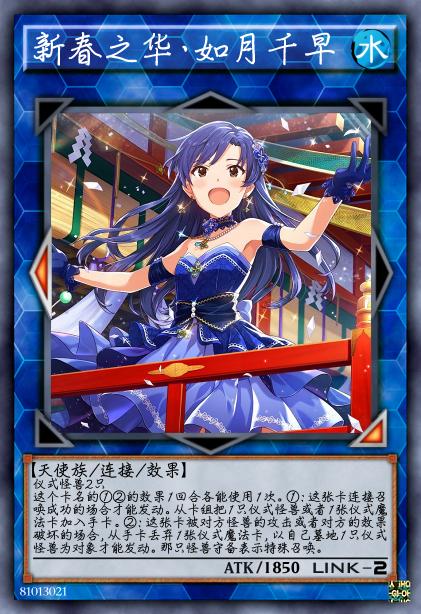 新春之华·如月千早
水
【天使族/连接/效果】
仪式怪兽2只
这个卡名的①②的效果1回合各能使用1次。①:这张卡连接召
唤成功的场合才能发动。从卡组把1只仪式怪兽或者1张仪式魔
法卡加入手卡。②:这张卡被对方怪兽的攻击或者对方的效果
破坏的场合,从手卡丢弃1张仪式魔法卡,以自己墓地1只仪式
怪兽为对象才能发动。那只怪兽守备表示特殊召唤。
ATK/1850 LINK-2
81013021